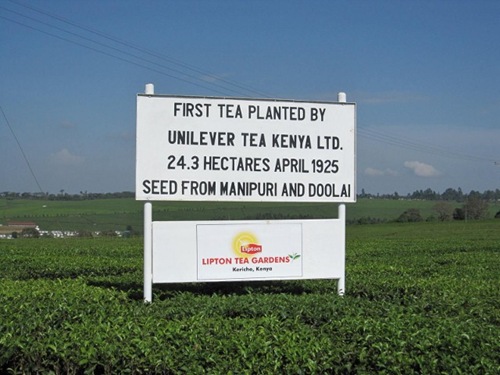 FIRST TEA PLANTED BY
UNILEVER TEA KENYA LTD.
24.3 HECTARES APRIL 1925
SEED FROM MANIPURI AND DOOLAI
Lipton
LIPTON TEA GARDENS
Kericho, Kenya